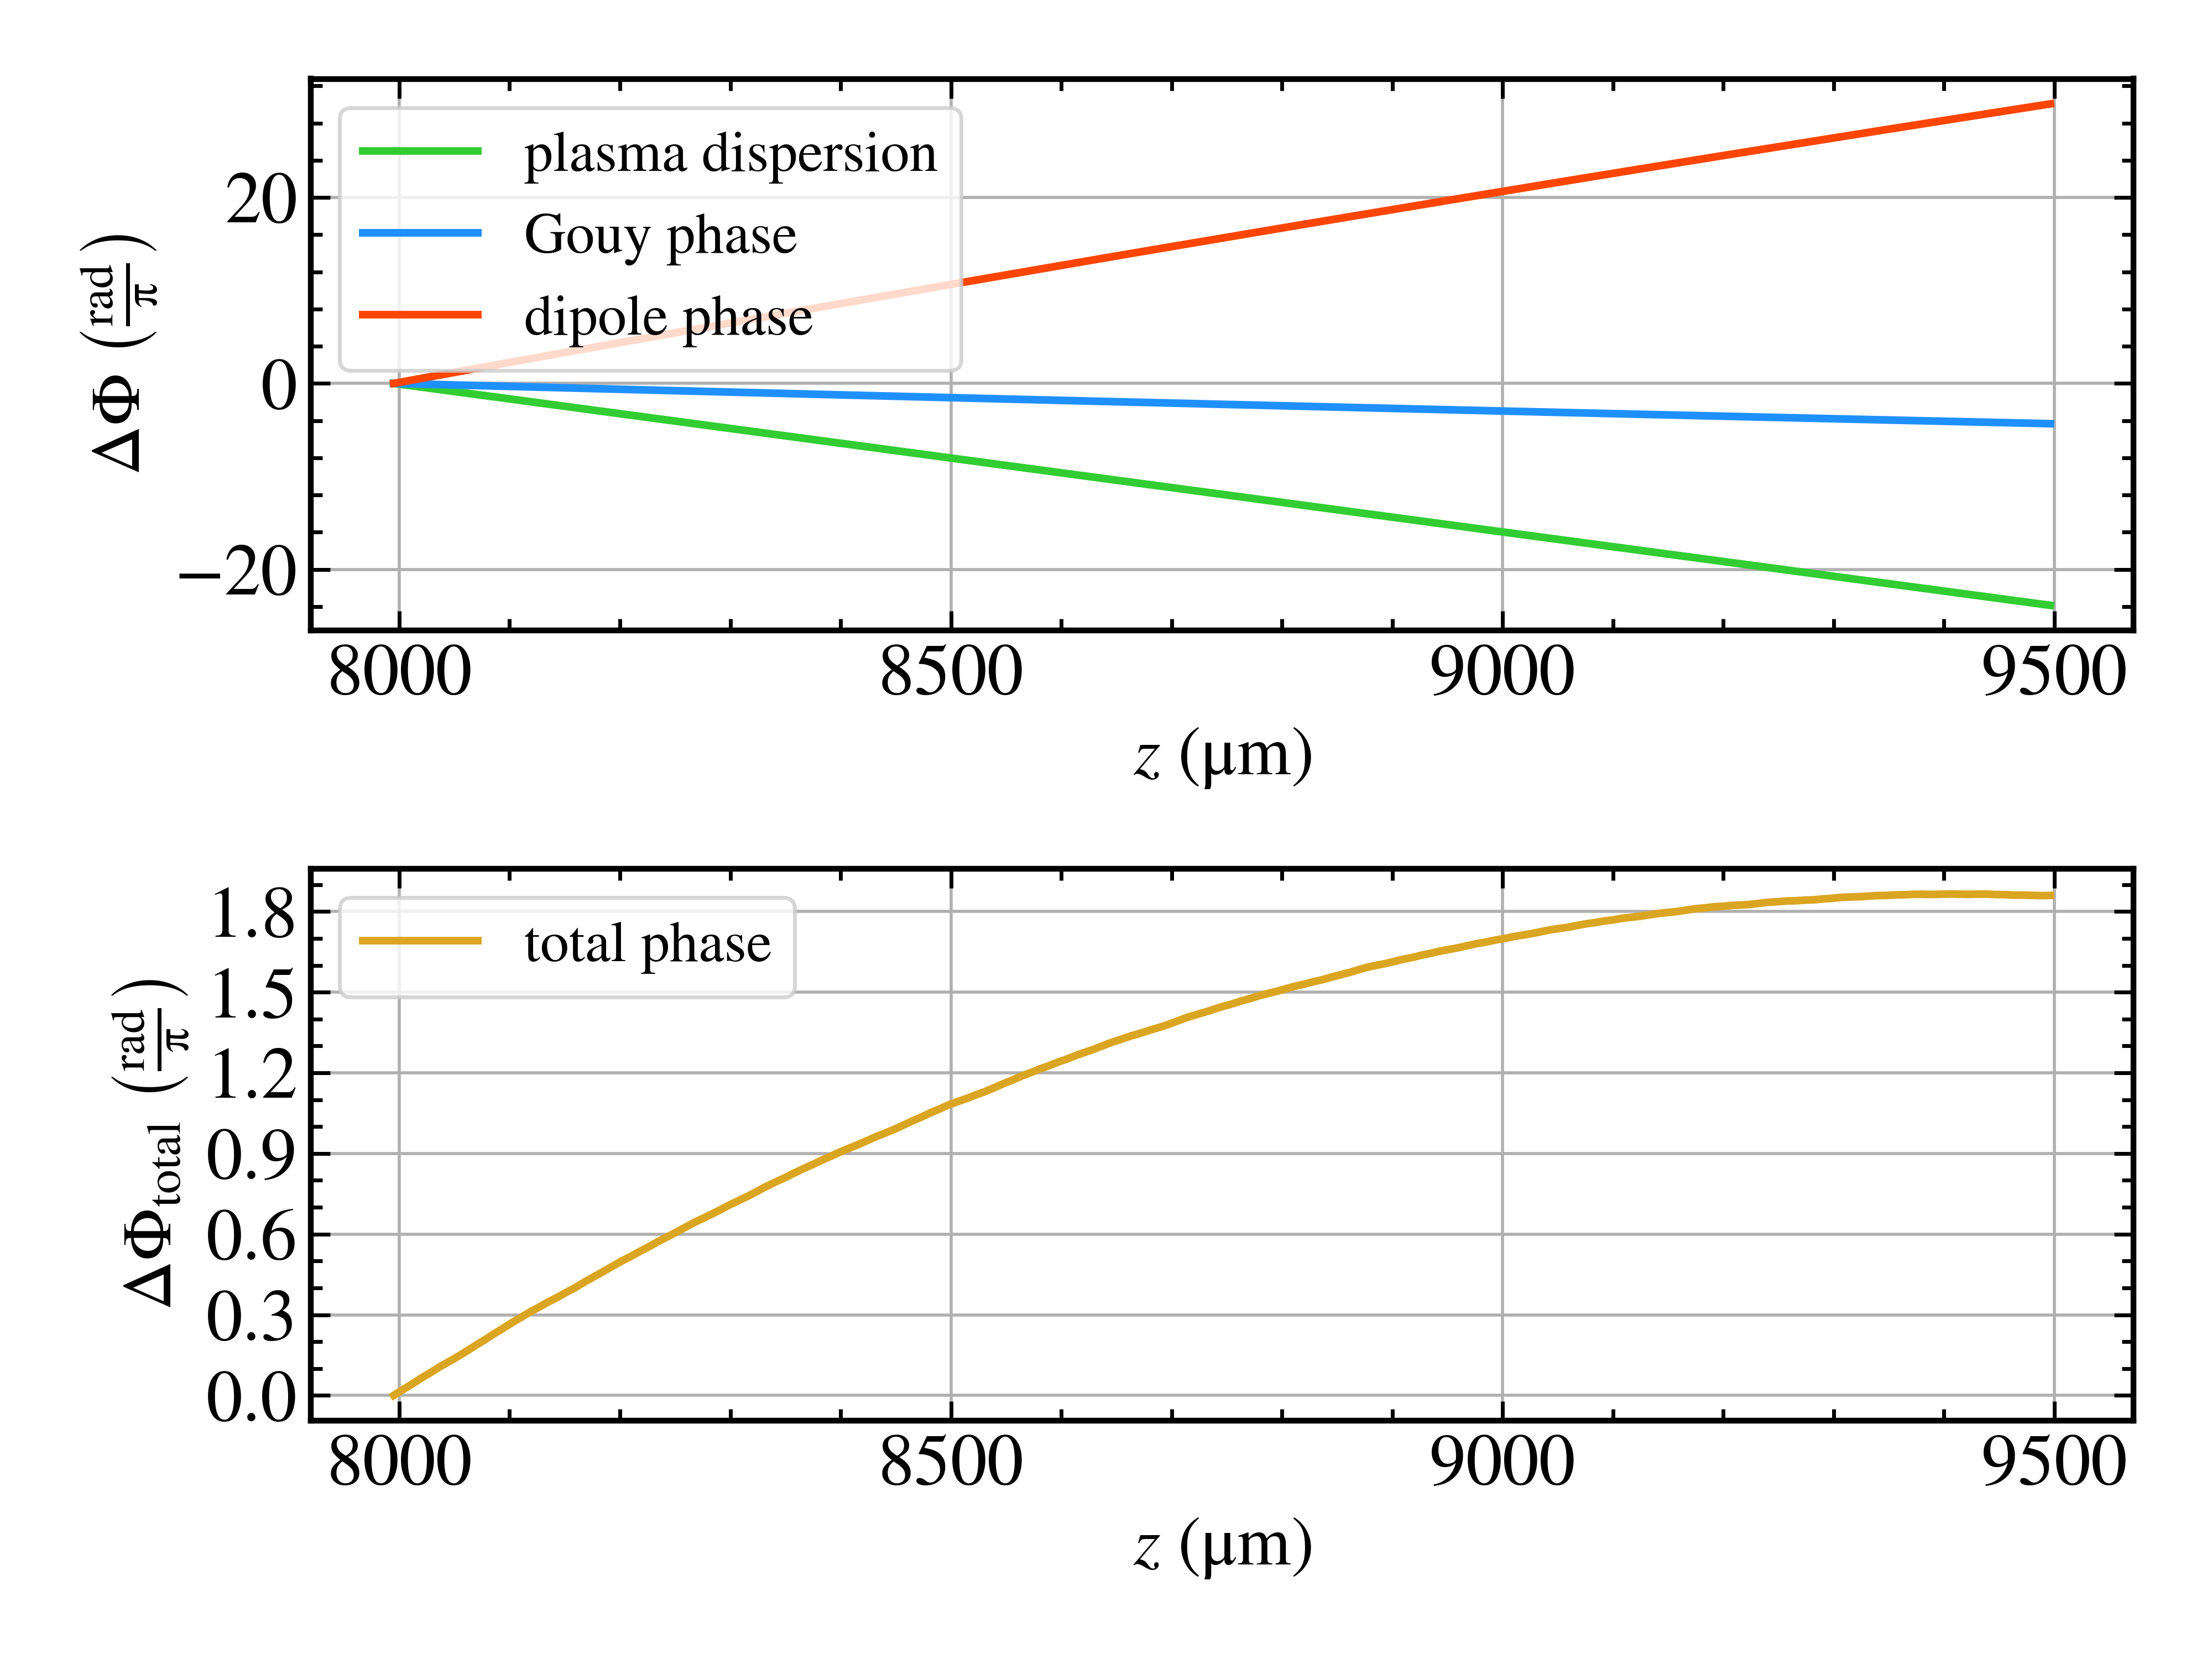 plasma dispersion
Gouy phase
dipole phase
20
0
−20
ΔΦ (rad/π)
8000 8500 9000 9500
z (μm)
total phase
1.8
1.5
1.2
0.9
0.6
0.3
0.0
ΔΦtotal (rad/π)
8000 8500 9000 9500
z (μm)